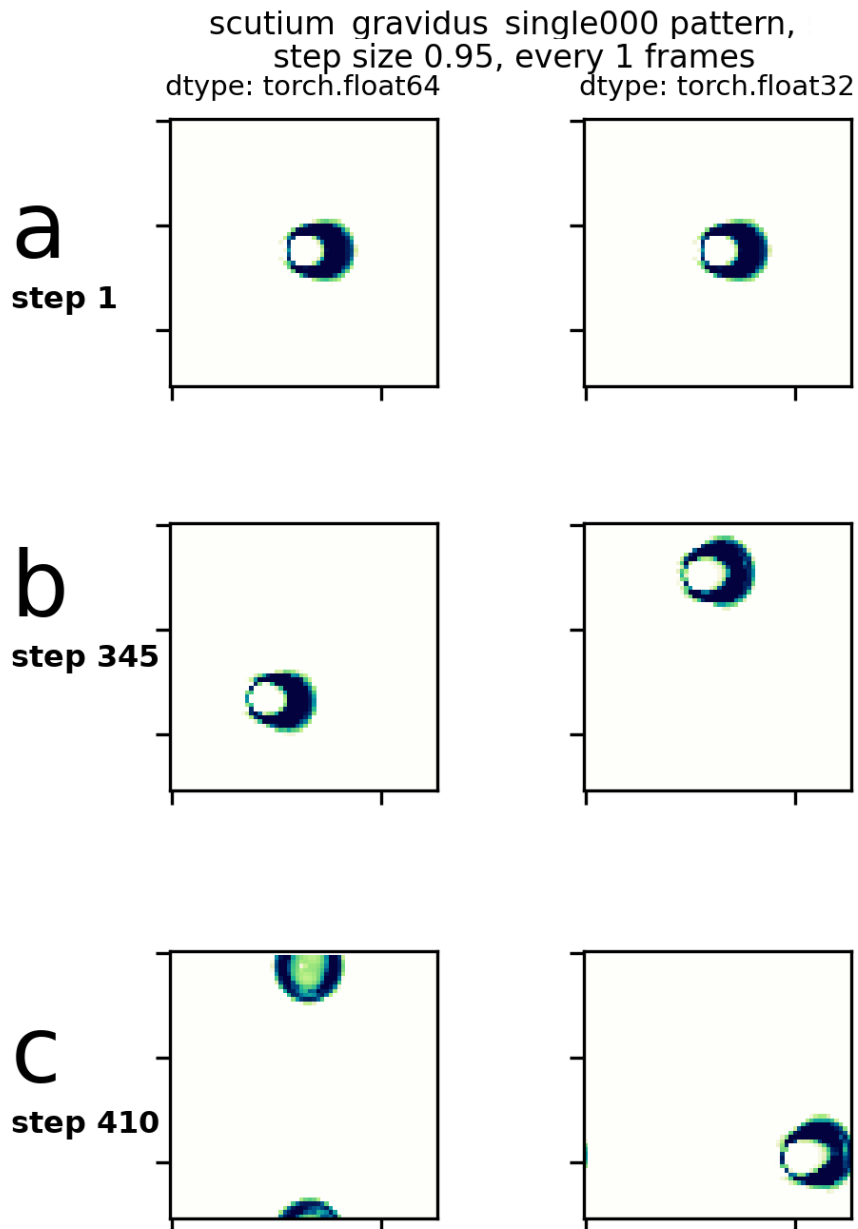 scutium gravidus single000 pattern,
step size 0.95, every 1 frames
dtype: torch.float64
dtype: torch.float32
a
step 1
b
step 345
c
step 410